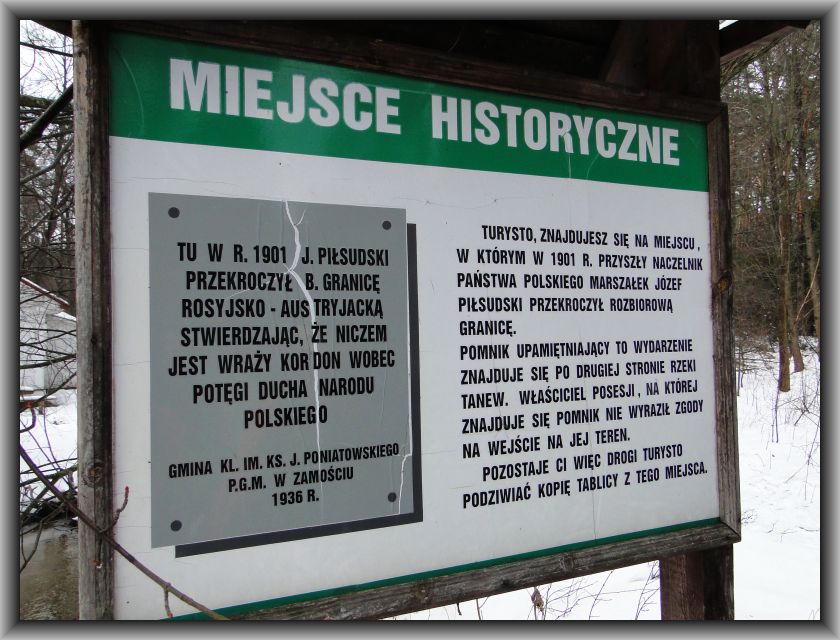 MIEJSCE HISTORYCZNE
TU W R. 1901 J. PIŁSUDSKI
PRZEKROCZYŁ B. GRANICĘ
ROSYJSKO - AUSTRYJACKĄ
STWIERDZAJĄC, ŻE NICZEM
JEST WRAŻY KORDON WOBEC
POTĘGI DUCHA NARODU
POLSKIEGO
GMINA KL. IM. KS. J. PONIATOWSKIEGO
P.G.M. W ZAMOŚCIU
1936 R.
TURYSTO, ZNAJDUJESZ SIĘ NA MIEJSCU,
W KTÓRYM W 1901 R. PRZYSZŁY NACZELNIK
PAŃSTWA POLSKIEGO MARSZAŁEK JÓZEF
PIŁSUDSKI PRZEKROCZYŁ ROZBIOROWĄ
GRANICĘ.
POMNIK UPAMIĘTNIAJĄCY TO WYDARZENIE
ZNAJDUJE SIĘ PO DRUGIEJ STRONIE RZEKI
TANEW. WŁAŚCICIEL POSESJI, NA KTÓREJ
ZNAJDUJE SIĘ POMNIK NIE WYRAZIŁ ZGODY
NA WEJŚCIE NA JEJ TEREN.
POZOSTAJE CI WIĘC DROGI TURYSTO
PODZIWIAĆ KOPIĘ TABLICY Z TEGO MIEJSCA.